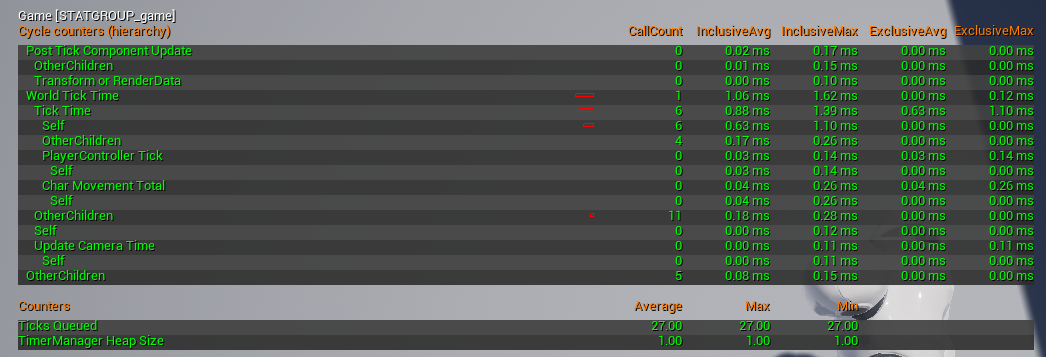 Game [STATGROUP_game]
Cycle counters (hierarchy) CallCount InclusiveAvg InclusiveMax ExclusiveAvg ExclusiveMax
Post Tick Component Update 0 0.02 ms 0.17 ms 0.00 ms 0.00 ms
OtherChildren 0 0.01 ms 0.15 ms 0.00 ms 0.00 ms
Transform or RenderData 0 0.00 ms 0.10 ms 0.00 ms 0.00 ms
World Tick Time 1 1.06 ms 1.62 ms 0.00 ms 0.12 ms
Tick Time 6 0.88 ms 1.39 ms 0.63 ms 1.10 ms
Self 6 0.63 ms 1.10 ms 0.00 ms 0.00 ms
OtherChildren 4 0.17 ms 0.26 ms 0.00 ms 0.00 ms
PlayerController Tick 0 0.03 ms 0.14 ms 0.03 ms 0.14 ms
Self 0 0.03 ms 0.14 ms 0.00 ms 0.00 ms
Char Movement Total 0 0.04 ms 0.26 ms 0.04 ms 0.26 ms
Self 0 0.04 ms 0.26 ms 0.00 ms 0.00 ms
OtherChildren 11 0.18 ms 0.28 ms 0.00 ms 0.00 ms
Self 0 0.00 ms 0.12 ms 0.00 ms 0.00 ms
Update Camera Time 0 0.00 ms 0.11 ms 0.00 ms 0.11 ms
Self 0 0.00 ms 0.11 ms 0.00 ms 0.00 ms
OtherChildren 5 0.08 ms 0.15 ms 0.00 ms 0.00 ms
Counters Average Max Min
Ticks Queued 27.00 27.00 27.00
TimerManager Heap Size 1.00 1.00 1.00